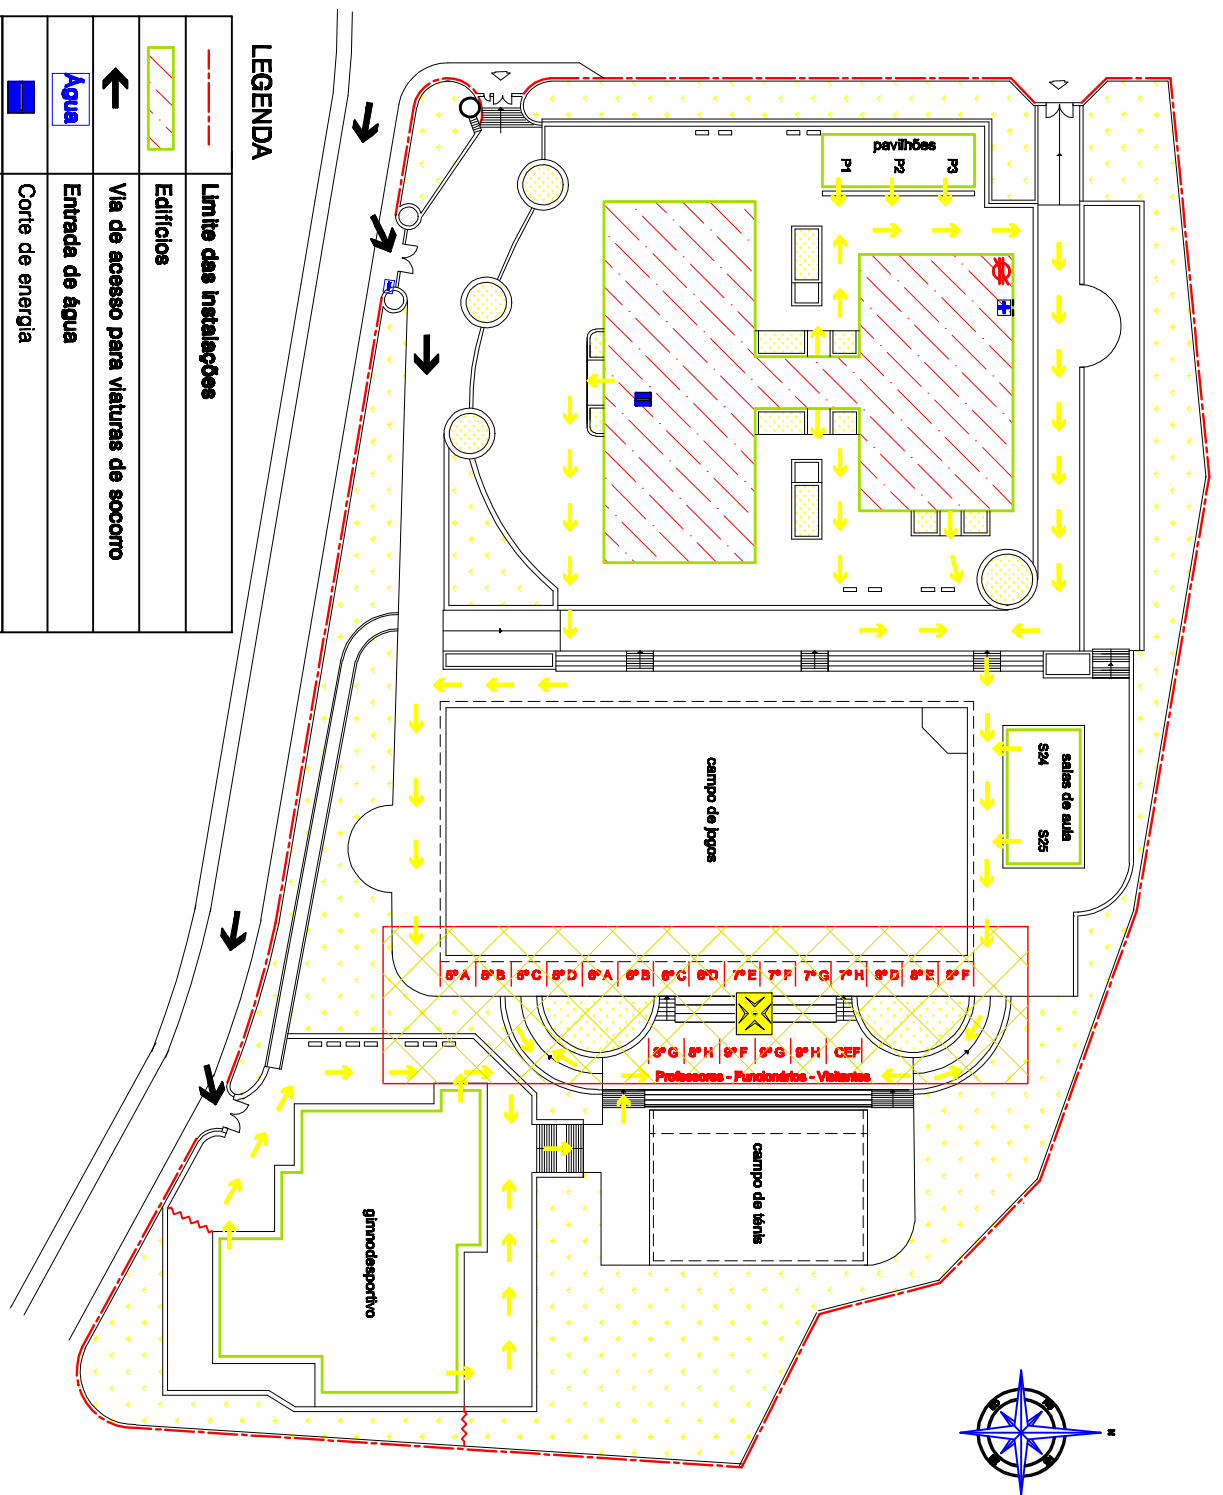 LEGENDA
Limite das instalações
Edifícios
Via de acesso para viaturas de socorro
Água
Entrada de água
Corte de energia
pavilhões
P1
P2
P3
salas de aula
S24
S25
campo de jogos
5º A
5º B
5º C
5º D
6º A
6º B
6º C
6º D
7º E
7º F
7º G
7º H
8º D
8º E
8º F
8º G
8º H
9º F
9º G
9º H
CEF
Professores - Funcionários - Visitantes
campo de ténis
gimnodesportivo
N